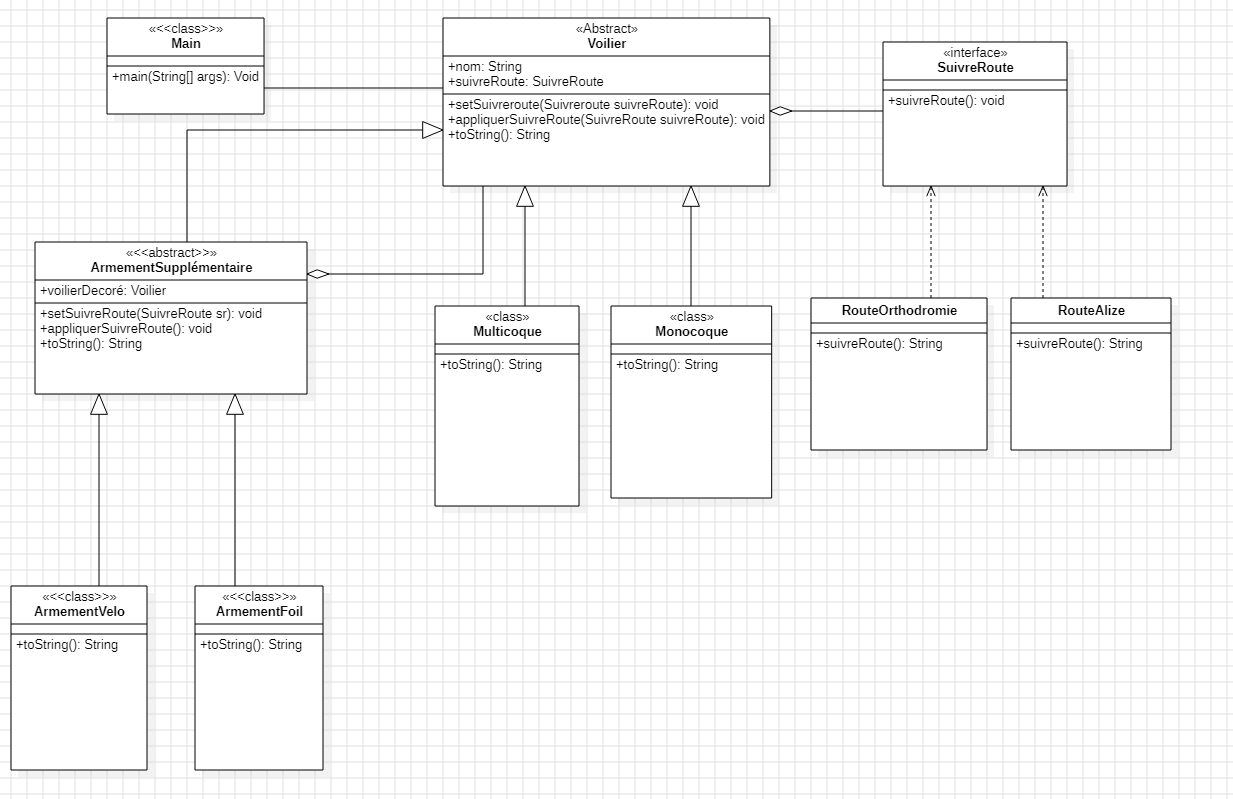 «<<class>>»
Main
+main(String[] args): Void
«Abstract»
Voilier
+nom: String
+suivreRoute: SuivreRoute
+setSuivreroute(Suivreroute suivreRoute): void
+appliquerSuivreRoute(SuivreRoute suivreRoute): void
+toString(): String
«interface»
SuivreRoute
+suivreRoute(): void
«<<abstract>>»
ArmementSupplémentaire
+voilierDecoré: Voilier
+setSuivreRoute(SuivreRoute sr): void
+appliquerSuivreRoute(): void
+toString(): String
«class»
Multicoque
+toString(): String
«class»
Monocoque
+toString(): String
RouteOrthodromie
+suivreRoute(): String
RouteAlize
+suivreRoute(): String
«<<class>>»
ArmementVelo
+toString(): String
«<<class>>»
ArmementFoil
+toString(): String